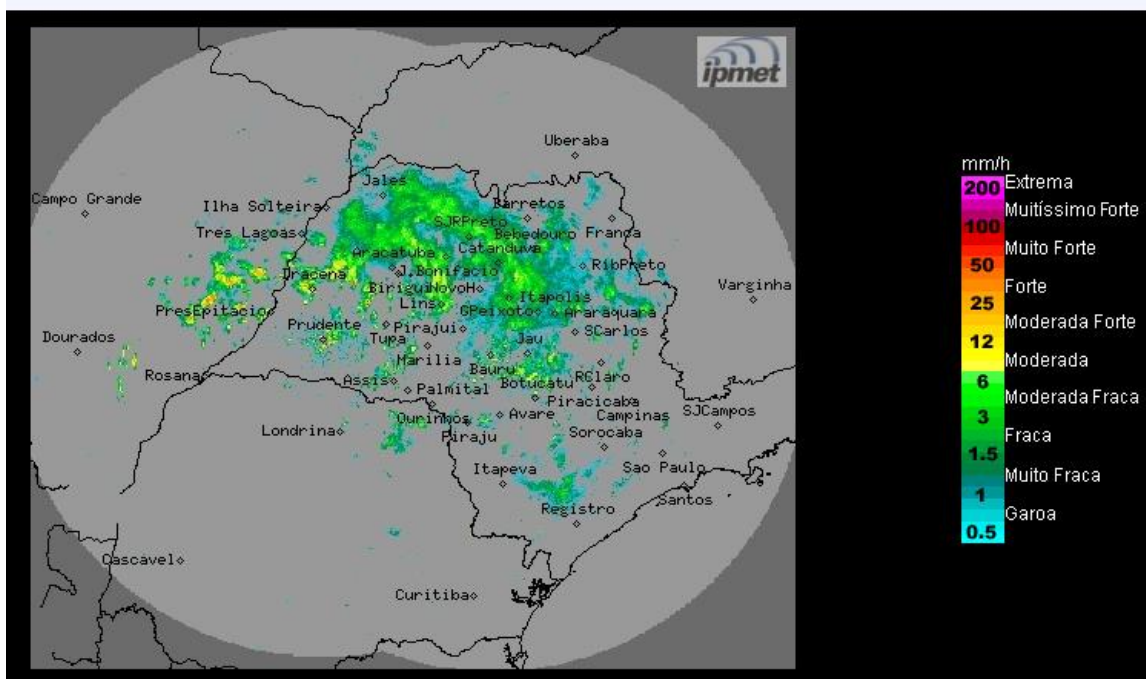 ipmet
Uberaba
Campo Grande
Jales
Ilha Solteira
Barretos
SJRPreto
Franca
Tres Lagoas
Bebedouro
Catanduva
Aracatuba
RibPreto
Dracena
J.Bonifacio
BiriguiNovoH
Varginha
Lins
Itapolis
PresEpitacio
GPeixoto
Araraquara
Prudente
Pirajui
SCarlos
Dourados
Tupa
Jau
Marilia
Bauru
Rosana
Assis
Botucatu
RClaro
Palmital
Piracicaba
Ourinhos
Avare
Campinas
SJCampos
Londrina
Piraju
Sorocaba
Itapeva
Sao Paulo
Santos
Registro
Cascavel
Curitiba
mm/h
200
Extrema
Muitíssimo Forte
100
Muito Forte
50
Forte
25
Moderada Forte
12
Moderada
6
Moderada Fraca
3
Fraca
1.5
Muito Fraca
1
Garoa
0.5